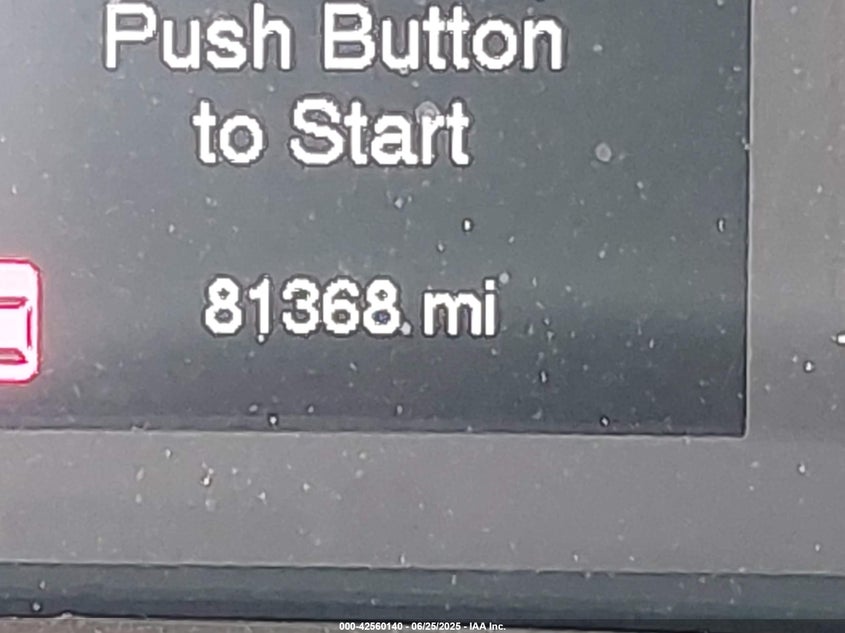 Push Button
to Start
81368 mi
000-42560140 - 06/25/2025 - IAA Inc.